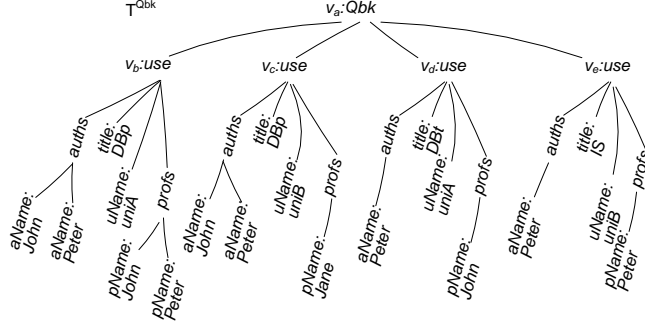 T^Qbk
v_a:Qbk
v_b:use
v_c:use
v_d:use
v_e:use
auths
title:
DBp
uName:
uniA
profs
aName:
John
aName:
Peter
pName:
John
pName:
Peter
auths
title:
DBp
uName:
uniB
profs
aName:
John
aName:
Peter
pName:
Jane
auths
title:
DBt
uName:
uniA
profs
aName:
Peter
pName:
John
auths
title:
IS
uName:
uniB
profs
aName:
Peter
pName:
Peter